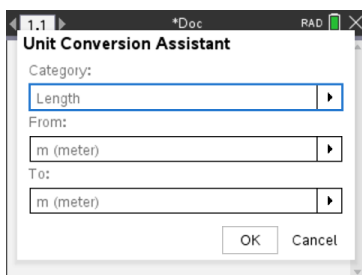 1.1 *Doc RAD
Unit Conversion Assistant
Category:
Length
From:
m (meter)
To:
m (meter)
OK Cancel